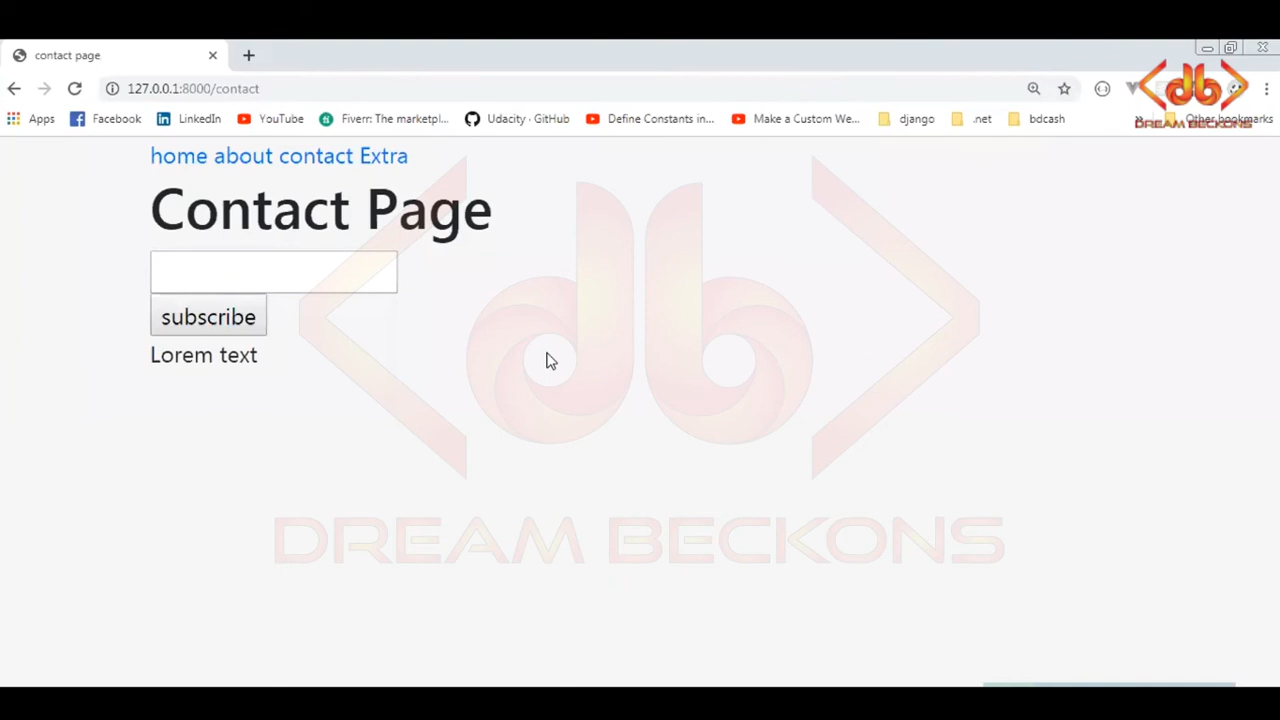 contact page
127.0.0.1:8000/contact
Apps Facebook LinkedIn YouTube Fiverr: The marketpl... Udacity · GitHub Define Constants in... Make a Custom We... django .net bdcash » Other bookmarks
DREAM BECKONS
home about contact Extra
Contact Page
subscribe
Lorem text
DREAM BECKONS